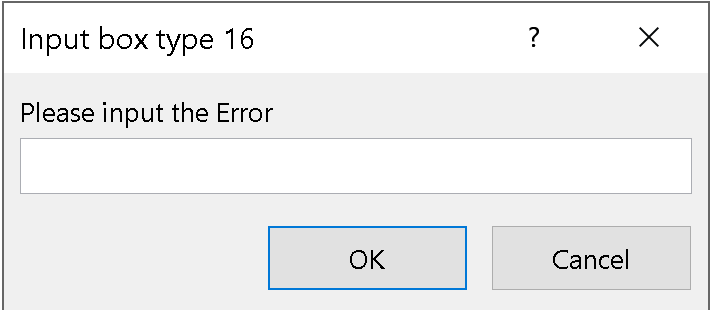 Input box type 16 ?
Please input the Error
OK Cancel